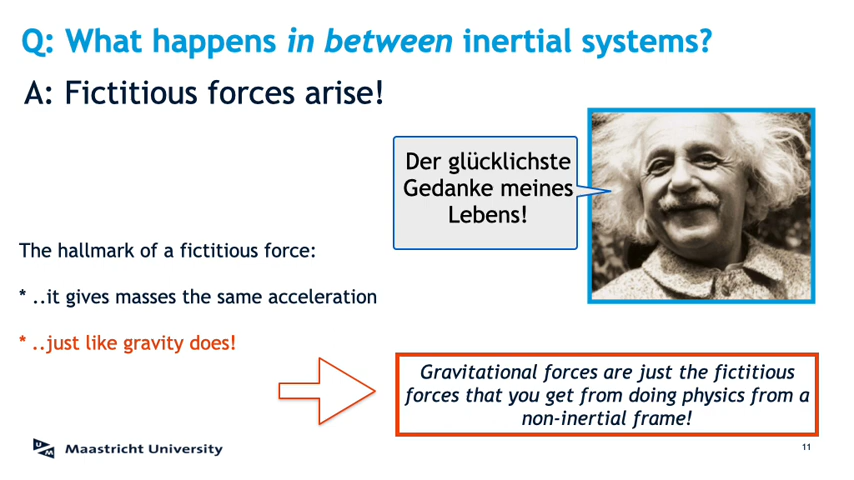 Q: What happens in between inertial systems?
A: Fictitious forces arise!
Der glücklichste
Gedanke meines
Lebens!
The hallmark of a fictitious force:
* ..it gives masses the same acceleration
* ..just like gravity does!
Gravitational forces are just the fictitious
forces that you get from doing physics from a
non-inertial frame!
UM
Maastricht University
11